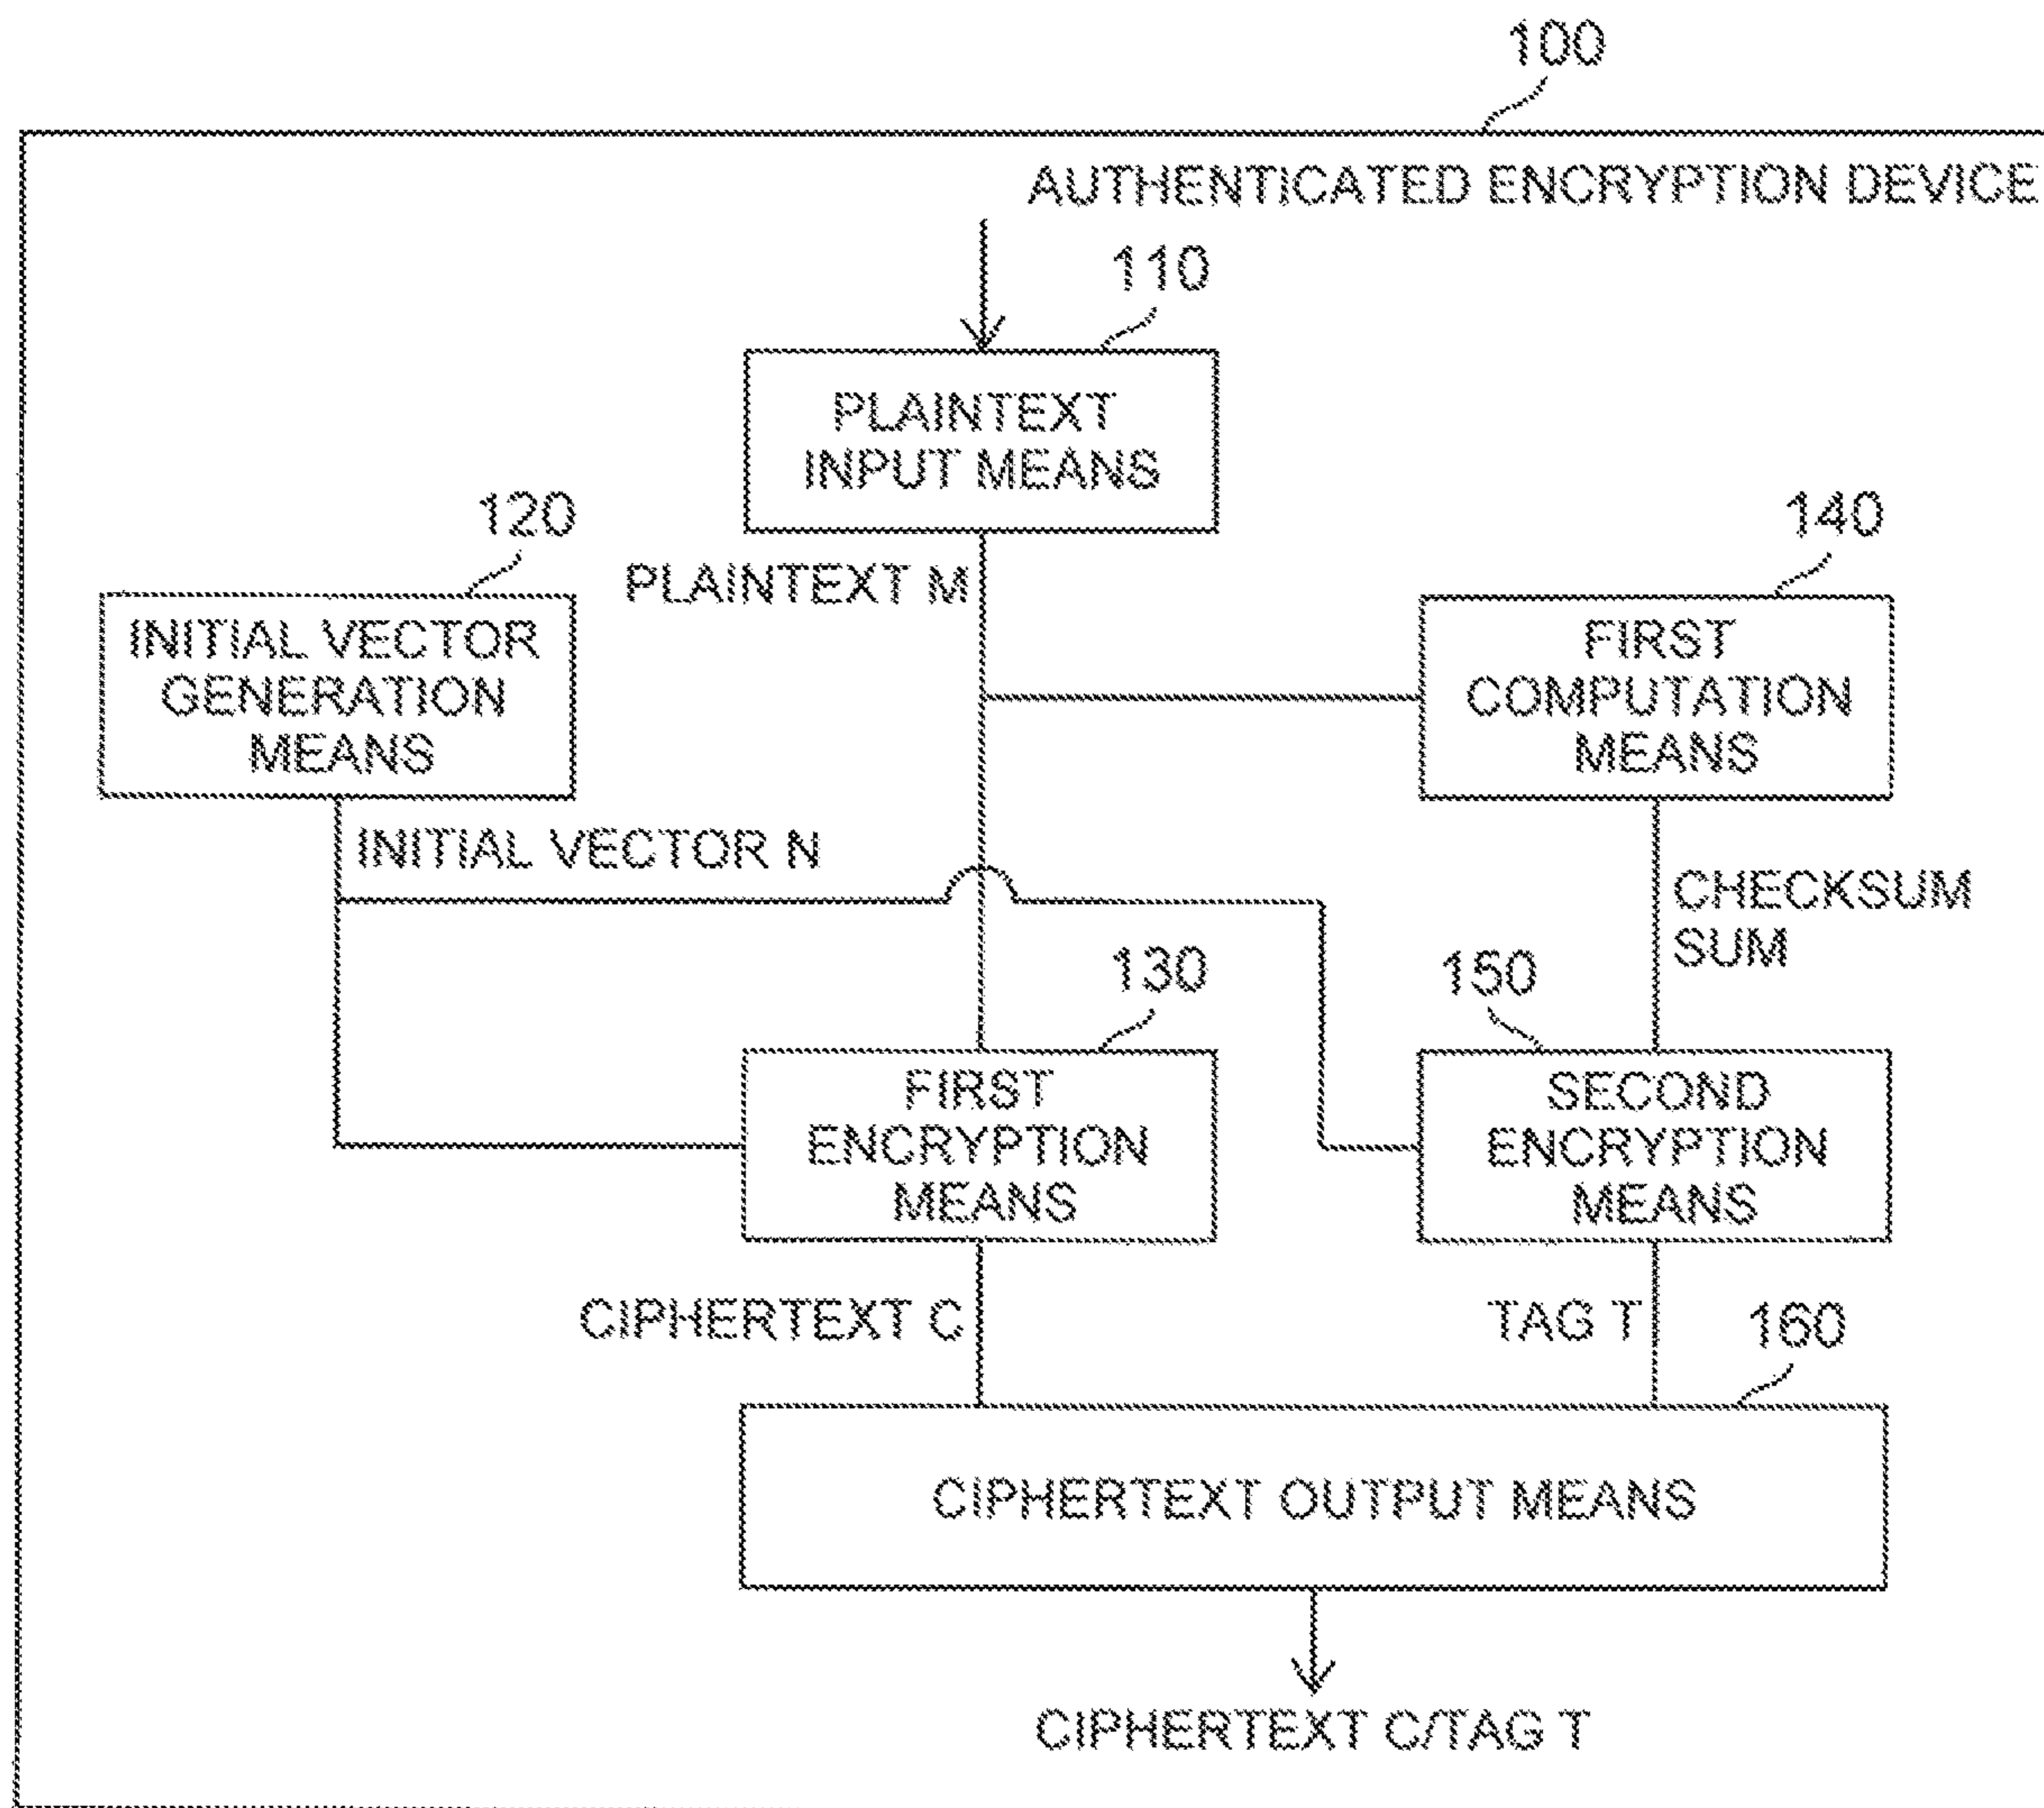 100
AUTHENTICATED ENCRYPTION DEVICE
110
PLAINTEXT
INPUT MEANS
120
140
PLAINTEXT M
INITIAL VECTOR
GENERATION
MEANS
FIRST
COMPUTATION
MEANS
INITIAL VECTOR N
CHECKSUM
SUM
130
150
FIRST
ENCRYPTION
MEANS
SECOND
ENCRYPTION
MEANS
CIPHERTEXT C
TAG T
160
CIPHERTEXT OUTPUT MEANS
CIPHERTEXT C/TAG T